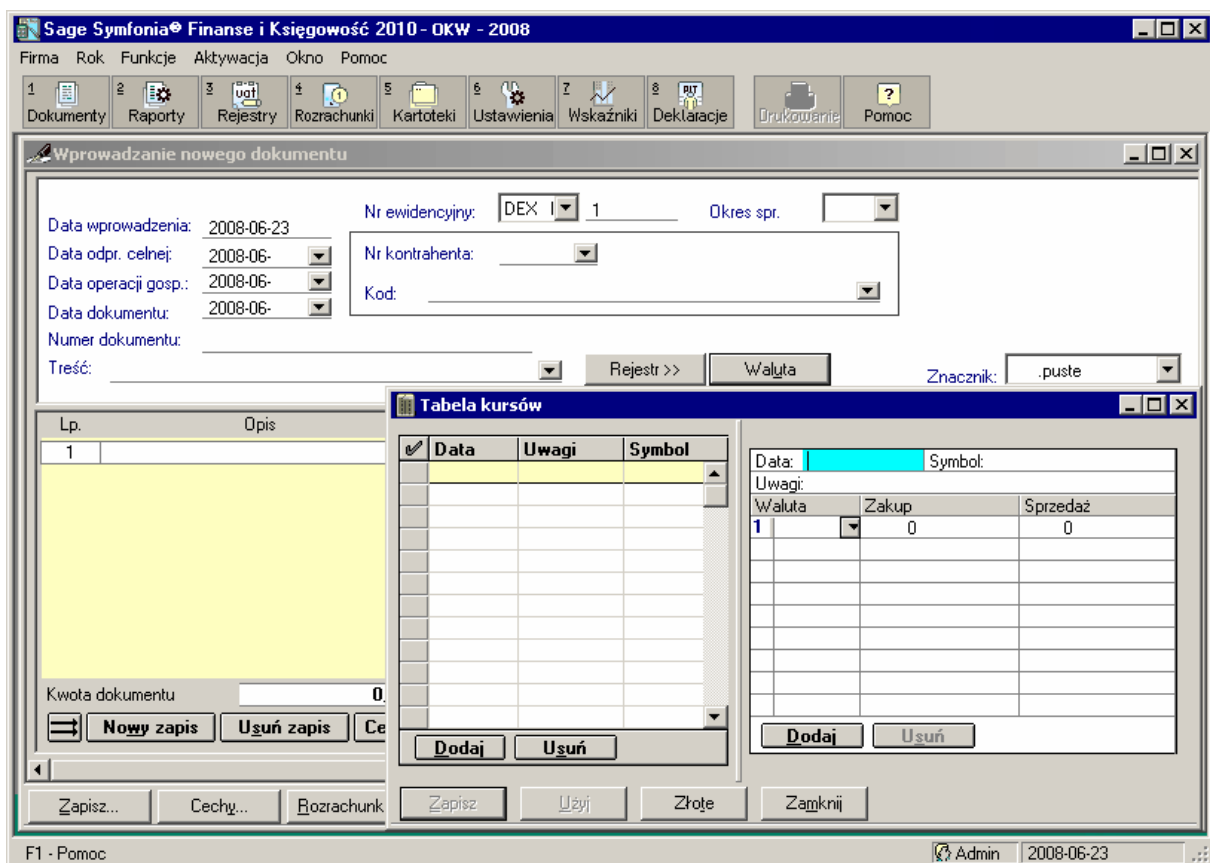 Sage Symfonia® Finanse i Księgowość 2010 - OKW - 2008
Firma Rok Funkcje Aktywacja Okno Pomoc
1 2 3 4 5 6 7 8
Dokumenty Raporty Rejestry Rozrachunki Kartoteki Ustawienia Wskaźniki Deklaracje Drukowanie Pomoc
Wprowadzanie nowego dokumentu
Nr ewidencyjny: DEX 1 Okres spr.
Data wprowadzenia: 2008-06-23
Data odpr. celnej: 2008-06- Nr kontrahenta:
Data operacji gosp.: 2008-06-
Kod:
Data dokumentu: 2008-06-
Numer dokumentu:
Treść: Rejestr >> Waluta Znacznik: .puste
Lp. Opis
1
Kwota dokumentu 0,
Nowy zapis Usuń zapis Ce
Zapisz... Cechy... Rozrachunk
Tabela kursów
Data Uwagi Symbol
Dodaj Usuń
Data: Symbol:
Uwagi:
Waluta Zakup Sprzedaż
1 0 0
Dodaj Usuń
Zapisz Użyj Złote Zamknij
F1 - Pomoc Admin 2008-06-23